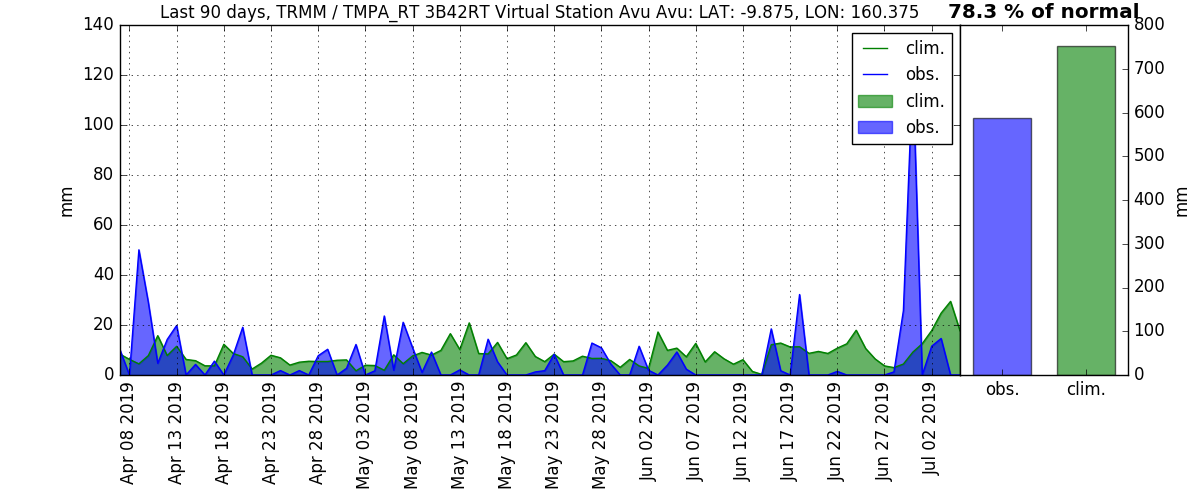 Last 90 days, TRMM / TMPA_RT 3B42RT Virtual Station Avu Avu: LAT: -9.875, LON: 160.375
78.3 % of normal
140
120
100
80
60
40
20
0
mm
clim.
obs.
clim.
obs.
Apr 08 2019
Apr 13 2019
Apr 18 2019
Apr 23 2019
Apr 28 2019
May 03 2019
May 08 2019
May 13 2019
May 18 2019
May 23 2019
May 28 2019
Jun 02 2019
Jun 07 2019
Jun 12 2019
Jun 17 2019
Jun 22 2019
Jun 27 2019
Jul 02 2019
800
700
600
500
400
300
200
100
0
mm
obs.
clim.